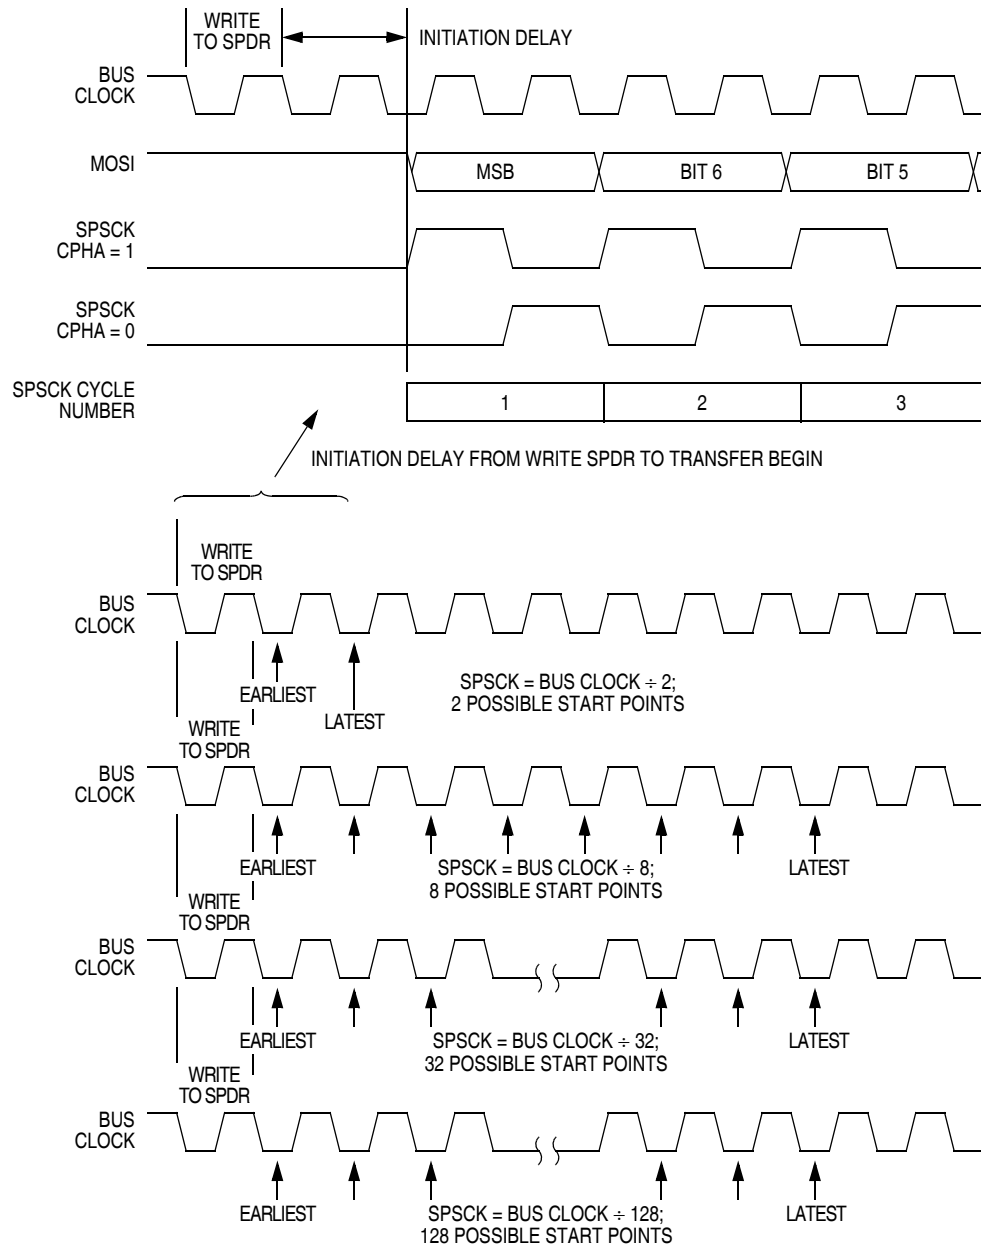 WRITE
TO SPDR
INITIATION DELAY
BUS
CLOCK
MOSI
MSB
BIT 6
BIT 5
SPSCK
CPHA = 1
SPSCK
CPHA = 0
SPSCK CYCLE
NUMBER
1
2
3
INITIATION DELAY FROM WRITE SPDR TO TRANSFER BEGIN
WRITE
TO SPDR
BUS
CLOCK
EARLIEST
LATEST
SPSCK = BUS CLOCK ÷ 2;
2 POSSIBLE START POINTS
WRITE
TO SPDR
BUS
CLOCK
EARLIEST
SPSCK = BUS CLOCK ÷ 8;
8 POSSIBLE START POINTS
LATEST
WRITE
TO SPDR
BUS
CLOCK
EARLIEST
SPSCK = BUS CLOCK ÷ 32;
32 POSSIBLE START POINTS
LATEST
WRITE
TO SPDR
BUS
CLOCK
EARLIEST
SPSCK = BUS CLOCK ÷ 128;
128 POSSIBLE START POINTS
LATEST